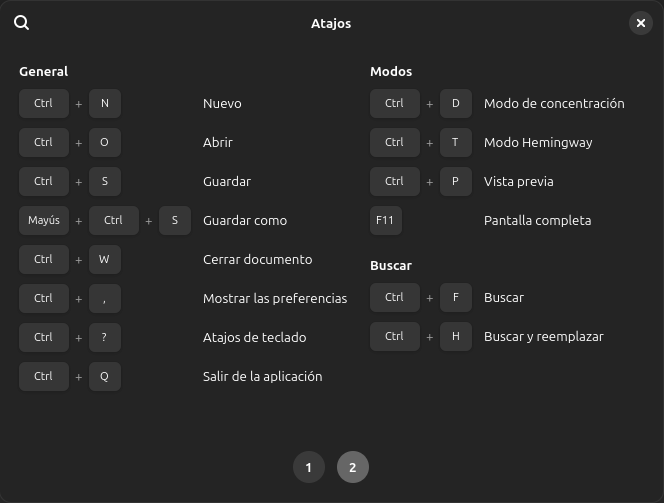 Atajos
General
Ctrl + N Nuevo
Ctrl + O Abrir
Ctrl + S Guardar
Mayús + Ctrl + S Guardar como
Ctrl + W Cerrar documento
Ctrl + , Mostrar las preferencias
Ctrl + ? Atajos de teclado
Ctrl + Q Salir de la aplicación
Modos
Ctrl + D Modo de concentración
Ctrl + T Modo Hemingway
Ctrl + P Vista previa
F11 Pantalla completa
Buscar
Ctrl + F Buscar
Ctrl + H Buscar y reemplazar
1 2